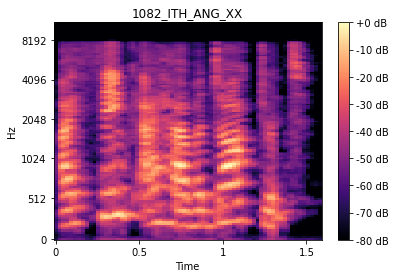 1082_ITH_ANG_XX
+0 dB
8192
-10 dB
4096
-20 dB
-30 dB
2048
-40 dB
Hz
1024
-50 dB
512
-60 dB
-70 dB
0
-80 dB
0
0.5
1
1.5
Time